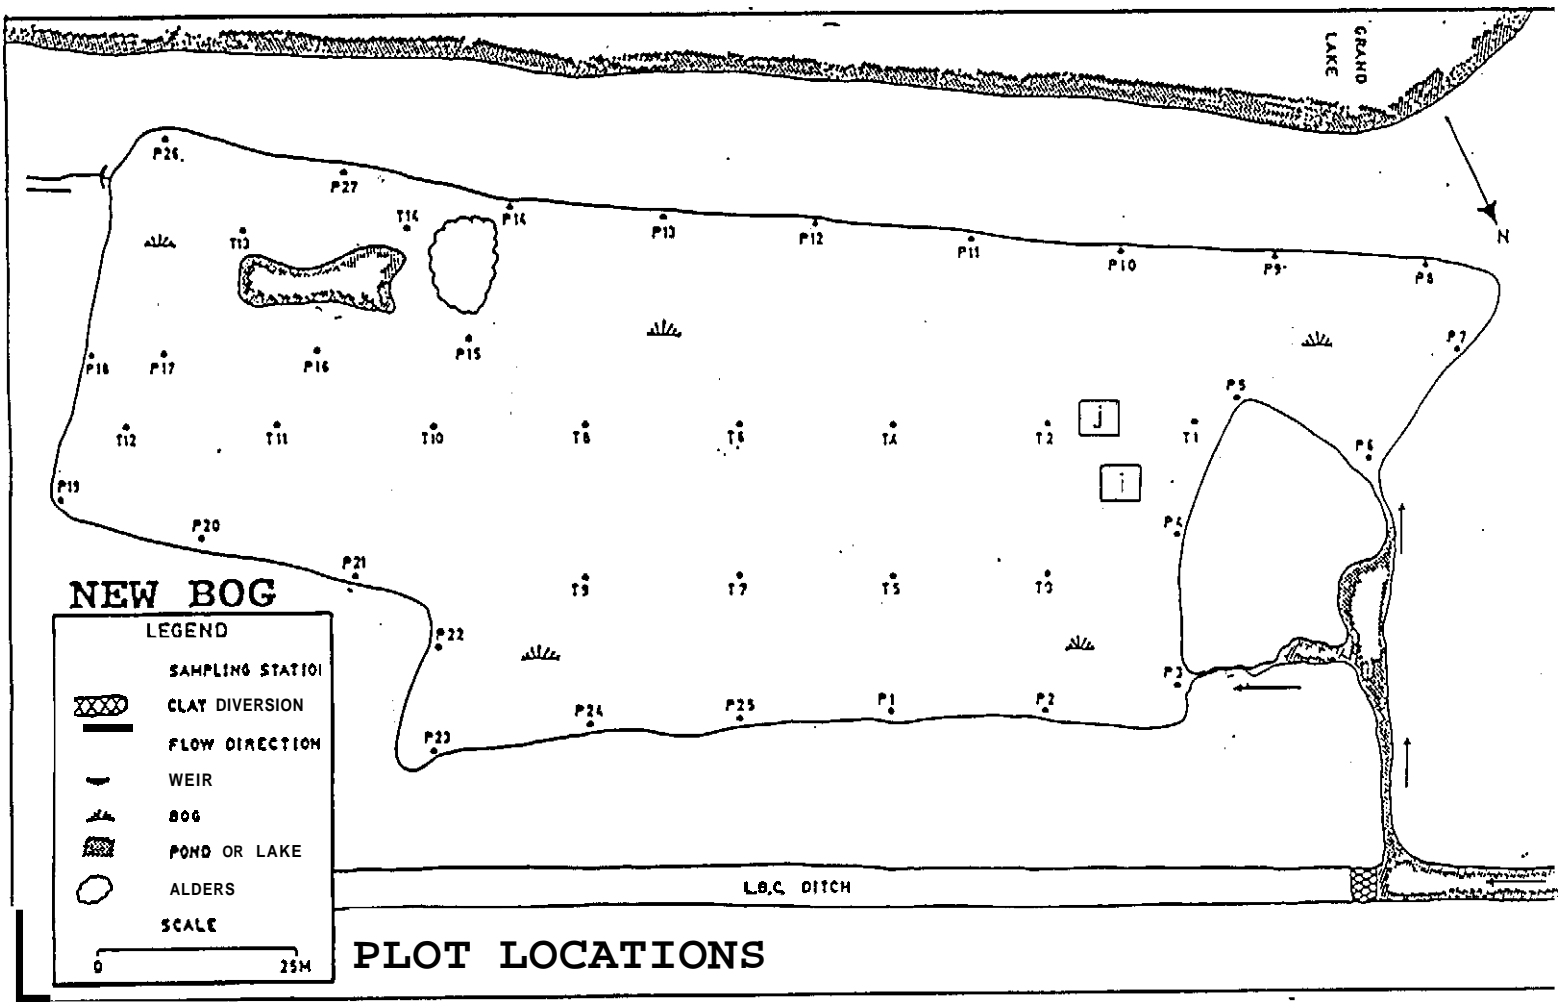 GRAND
LAKE
N
P26.
P27
T14
P14
P13
P12
P11
P10
P9
P8
T13
P7
P15
P18
P17
P16
P5
j
T12
T11
T10
T8
T6
T4
T2
T1
P6
i
P19
P20
P4
P21
T9
T7
T5
T3
P22
P3
P24
P25
P1
P2
P23
NEW BOG
LEGEND
SAMPLING STATIO
CLAY DIVERSION
FLOW DIRECTION
WEIR
BOG
POND OR LAKE
ALDERS
SCALE
0 25M
L.B.C. DITCH
PLOT LOCATIONS